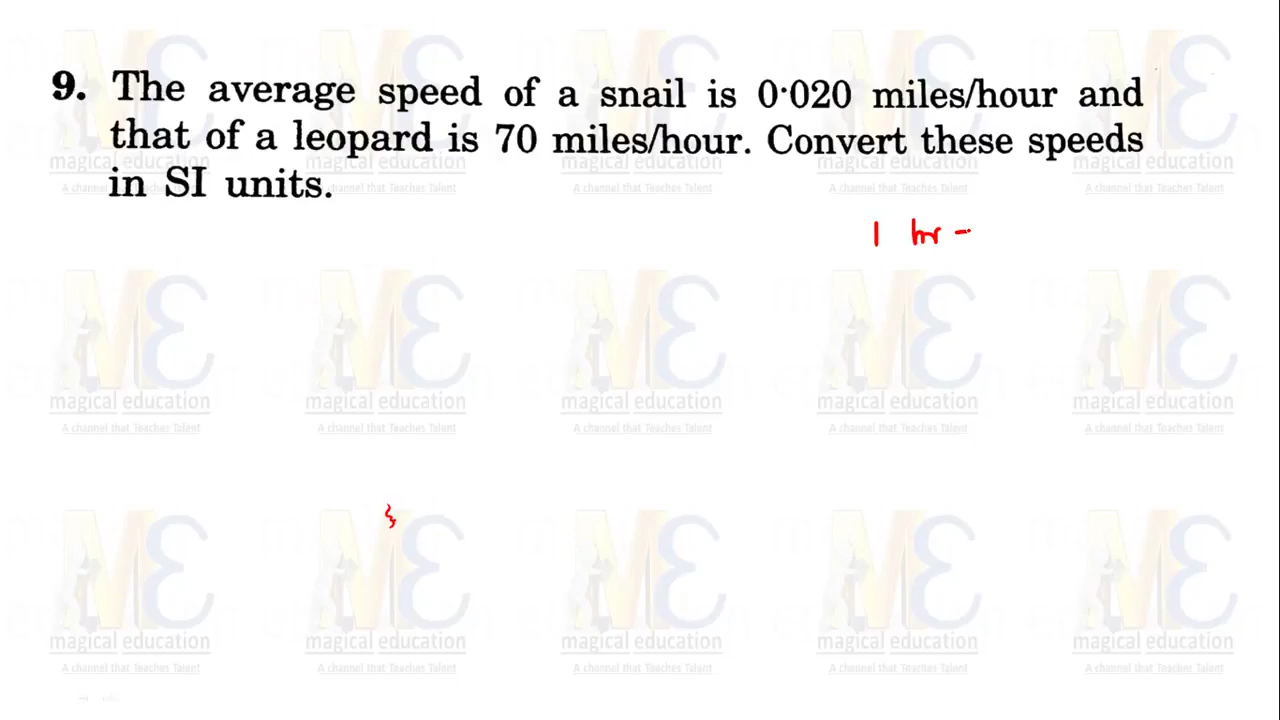 9. The average speed of a snail is 0·020 miles/hour and
that of a leopard is 70 miles/hour. Convert these speeds
in SI units.
1 hr -
magical education
A channel that Teaches Talent